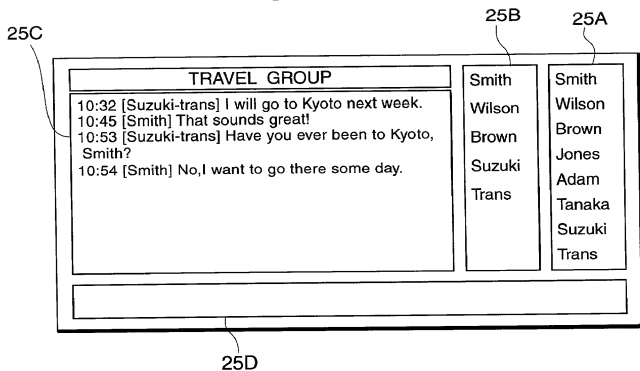 25B
25A
25C
TRAVEL GROUP
10:32 [Suzuki-trans] I will go to Kyoto next week.
10:45 [Smith] That sounds great!
10:53 [Suzuki-trans] Have you ever been to Kyoto,
Smith?
10:54 [Smith] No,I want to go there some day.
Smith
Wilson
Brown
Suzuki
Trans
Smith
Wilson
Brown
Jones
Adam
Tanaka
Suzuki
Trans
25D